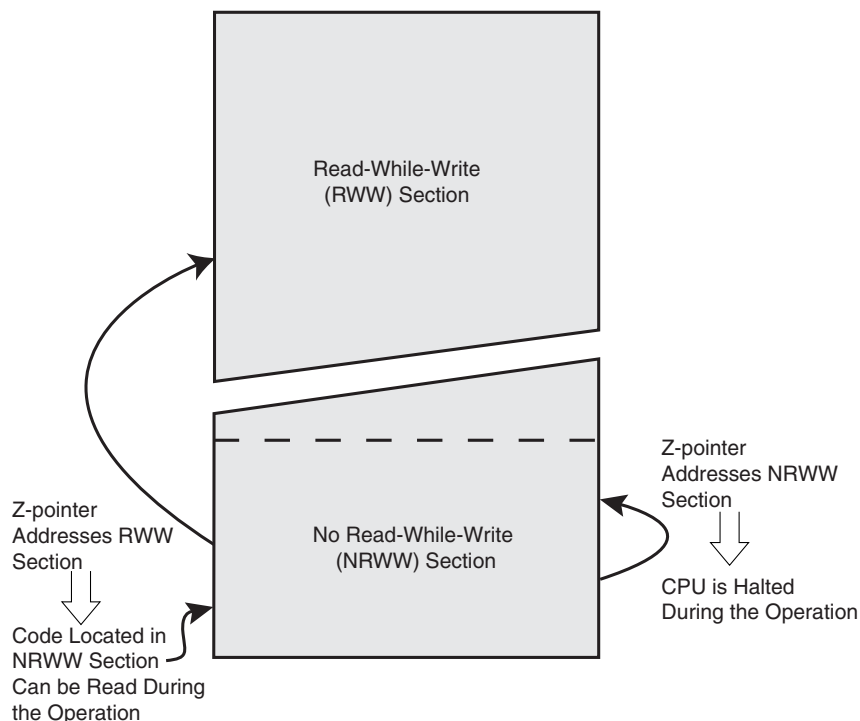 Read-While-Write
(RWW) Section
Z-pointer
Addresses NRWW
Section
Z-pointer
Addresses RWW
Section
No Read-While-Write
(NRWW) Section
CPU is Halted
During the Operation
Code Located in
NRWW Section
Can be Read During
the Operation